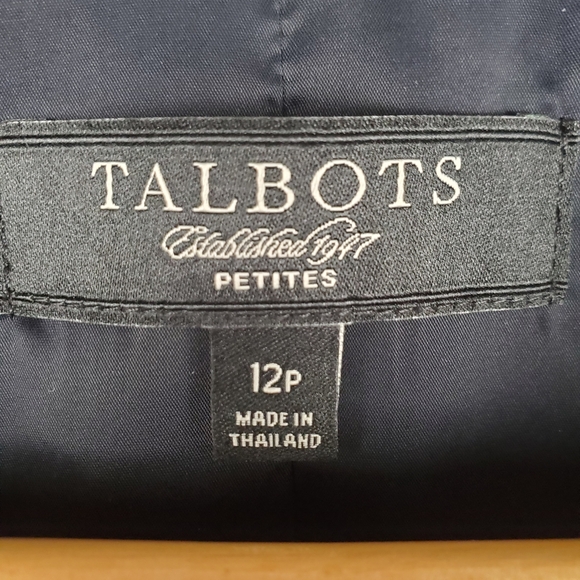 TALBOTS
Established 1947
PETITES
12P
MADE IN
THAILAND